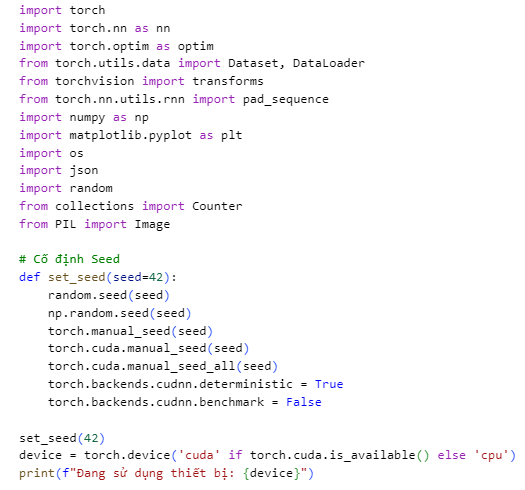 import torch
import torch.nn as nn
import torch.optim as optim
from torch.utils.data import Dataset, DataLoader
from torchvision import transforms
from torch.nn.utils.rnn import pad_sequence
import numpy as np
import matplotlib.pyplot as plt
import os
import json
import random
from collections import Counter
from PIL import Image

# Cố định Seed
def set_seed(seed=42):
    random.seed(seed)
    np.random.seed(seed)
    torch.manual_seed(seed)
    torch.cuda.manual_seed(seed)
    torch.cuda.manual_seed_all(seed)
    torch.backends.cudnn.deterministic = True
    torch.backends.cudnn.benchmark = False

set_seed(42)
device = torch.device('cuda' if torch.cuda.is_available() else 'cpu')
print(f"Đang sử dụng thiết bị: {device}")